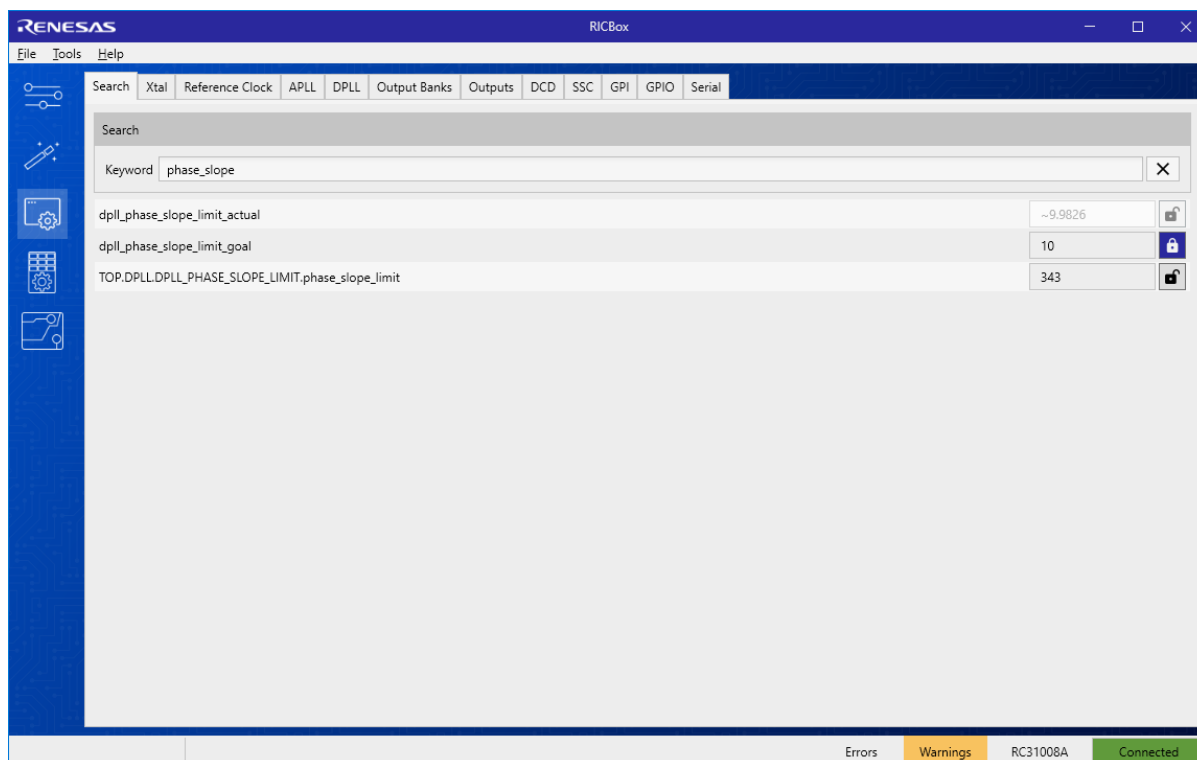 RENESAS RICBox
File Tools Help
Search Xtal Reference Clock APLL DPLL Output Banks Outputs DCD SSC GPI GPIO Serial
Search
Keyword phase_slope
dpll_phase_slope_limit_actual ~9.9826
dpll_phase_slope_limit_goal 10
TOP.DPLL.DPLL_PHASE_SLOPE_LIMIT.phase_slope_limit 343
Errors Warnings RC31008A Connected